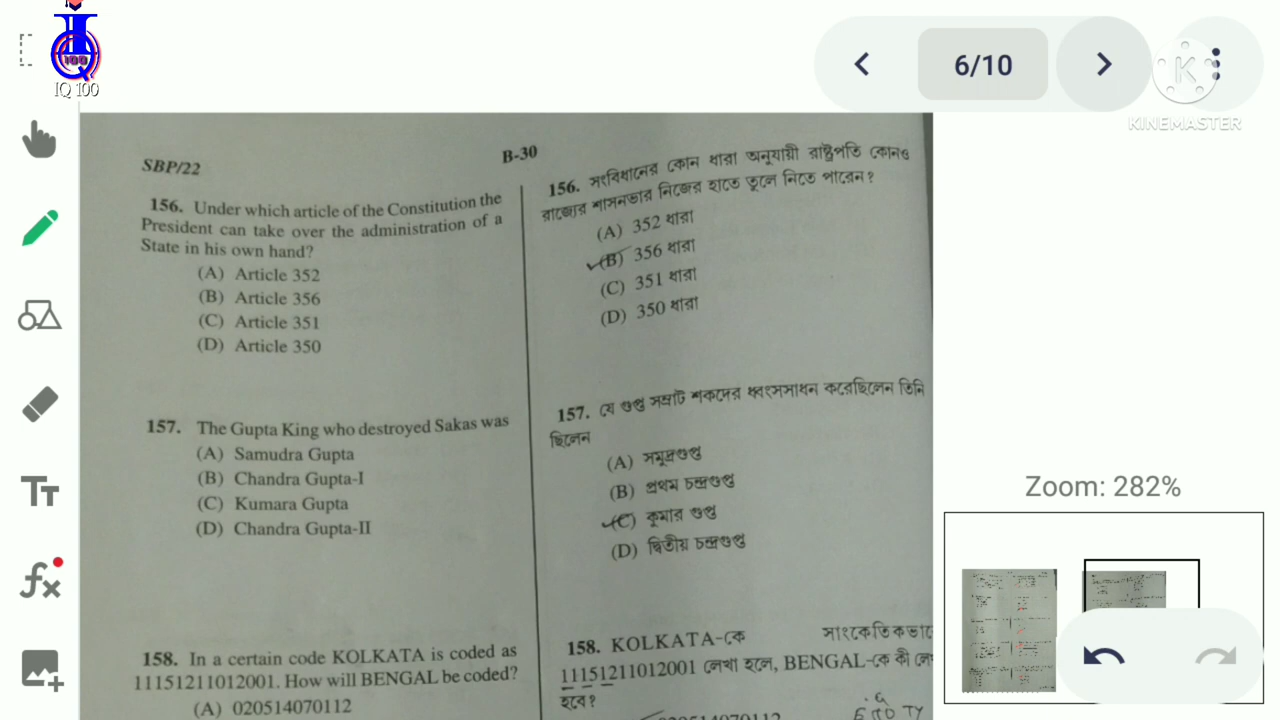 IQ 100
6/10
KINEMASTER
SBP/22
B-30
156. Under which article of the Constitution the
President can take over the administration of a
State in his own hand?
(A) Article 352
(B) Article 356
(C) Article 351
(D) Article 350
157. The Gupta King who destroyed Sakas was
(A) Samudra Gupta
(B) Chandra Gupta-I
(C) Kumara Gupta
(D) Chandra Gupta-II
158. In a certain code KOLKATA is coded as
11151211012001. How will BENGAL be coded?
(A) 020514070112
156. সংবিধানের কোন ধারা অনুযায়ী রাষ্ট্রপতি কোনও
রাজ্যের শাসনভার নিজের হাতে তুলে নিতে পারেন?
(A) 352 ধারা
(B) 356 ধারা
(C) 351 ধারা
(D) 350 ধারা
157. যে গুপ্ত সম্রাট শকদের ধ্বংসসাধন করেছিলেন তিনি
ছিলেন
(A) সমুদ্রগুপ্ত
(B) প্রথম চন্দ্রগুপ্ত
(C) কুমার গুপ্ত
(D) দ্বিতীয় চন্দ্রগুপ্ত
158. KOLKATA-কে সাংকেতিকভাবে
11151211012001 লেখা হলে, BENGAL-কে কী
হবে?
020514070112
Zoom: 282%